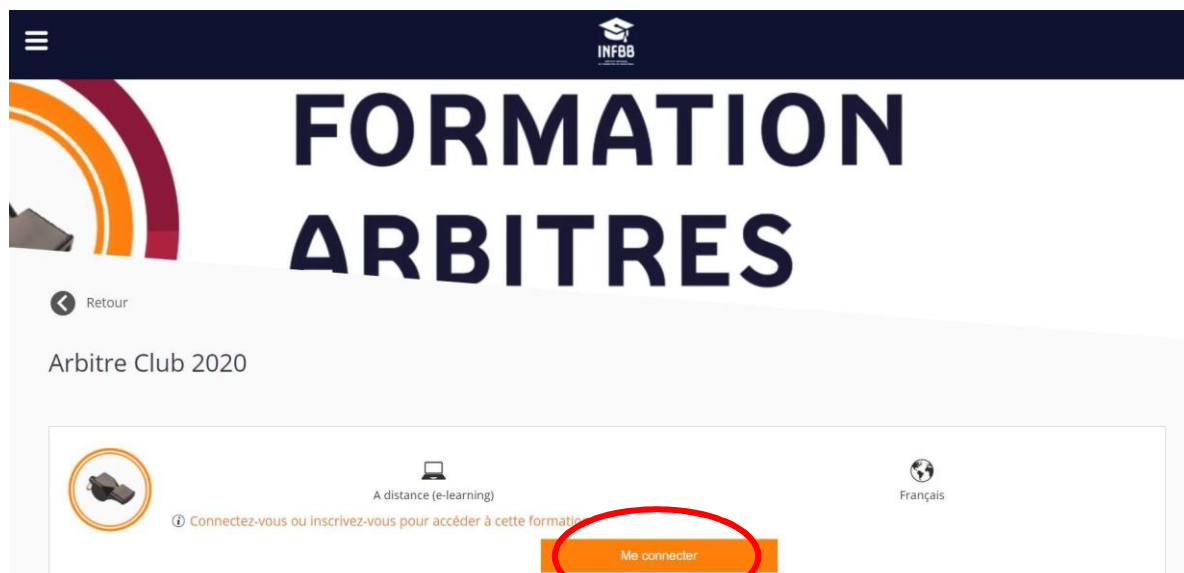 INFBB
FORMATION
ARBITRES
Retour
Arbitre Club 2020
A distance (e-learning)
Français
Connectez-vous ou inscrivez-vous pour accéder à cette formation
Me connecter